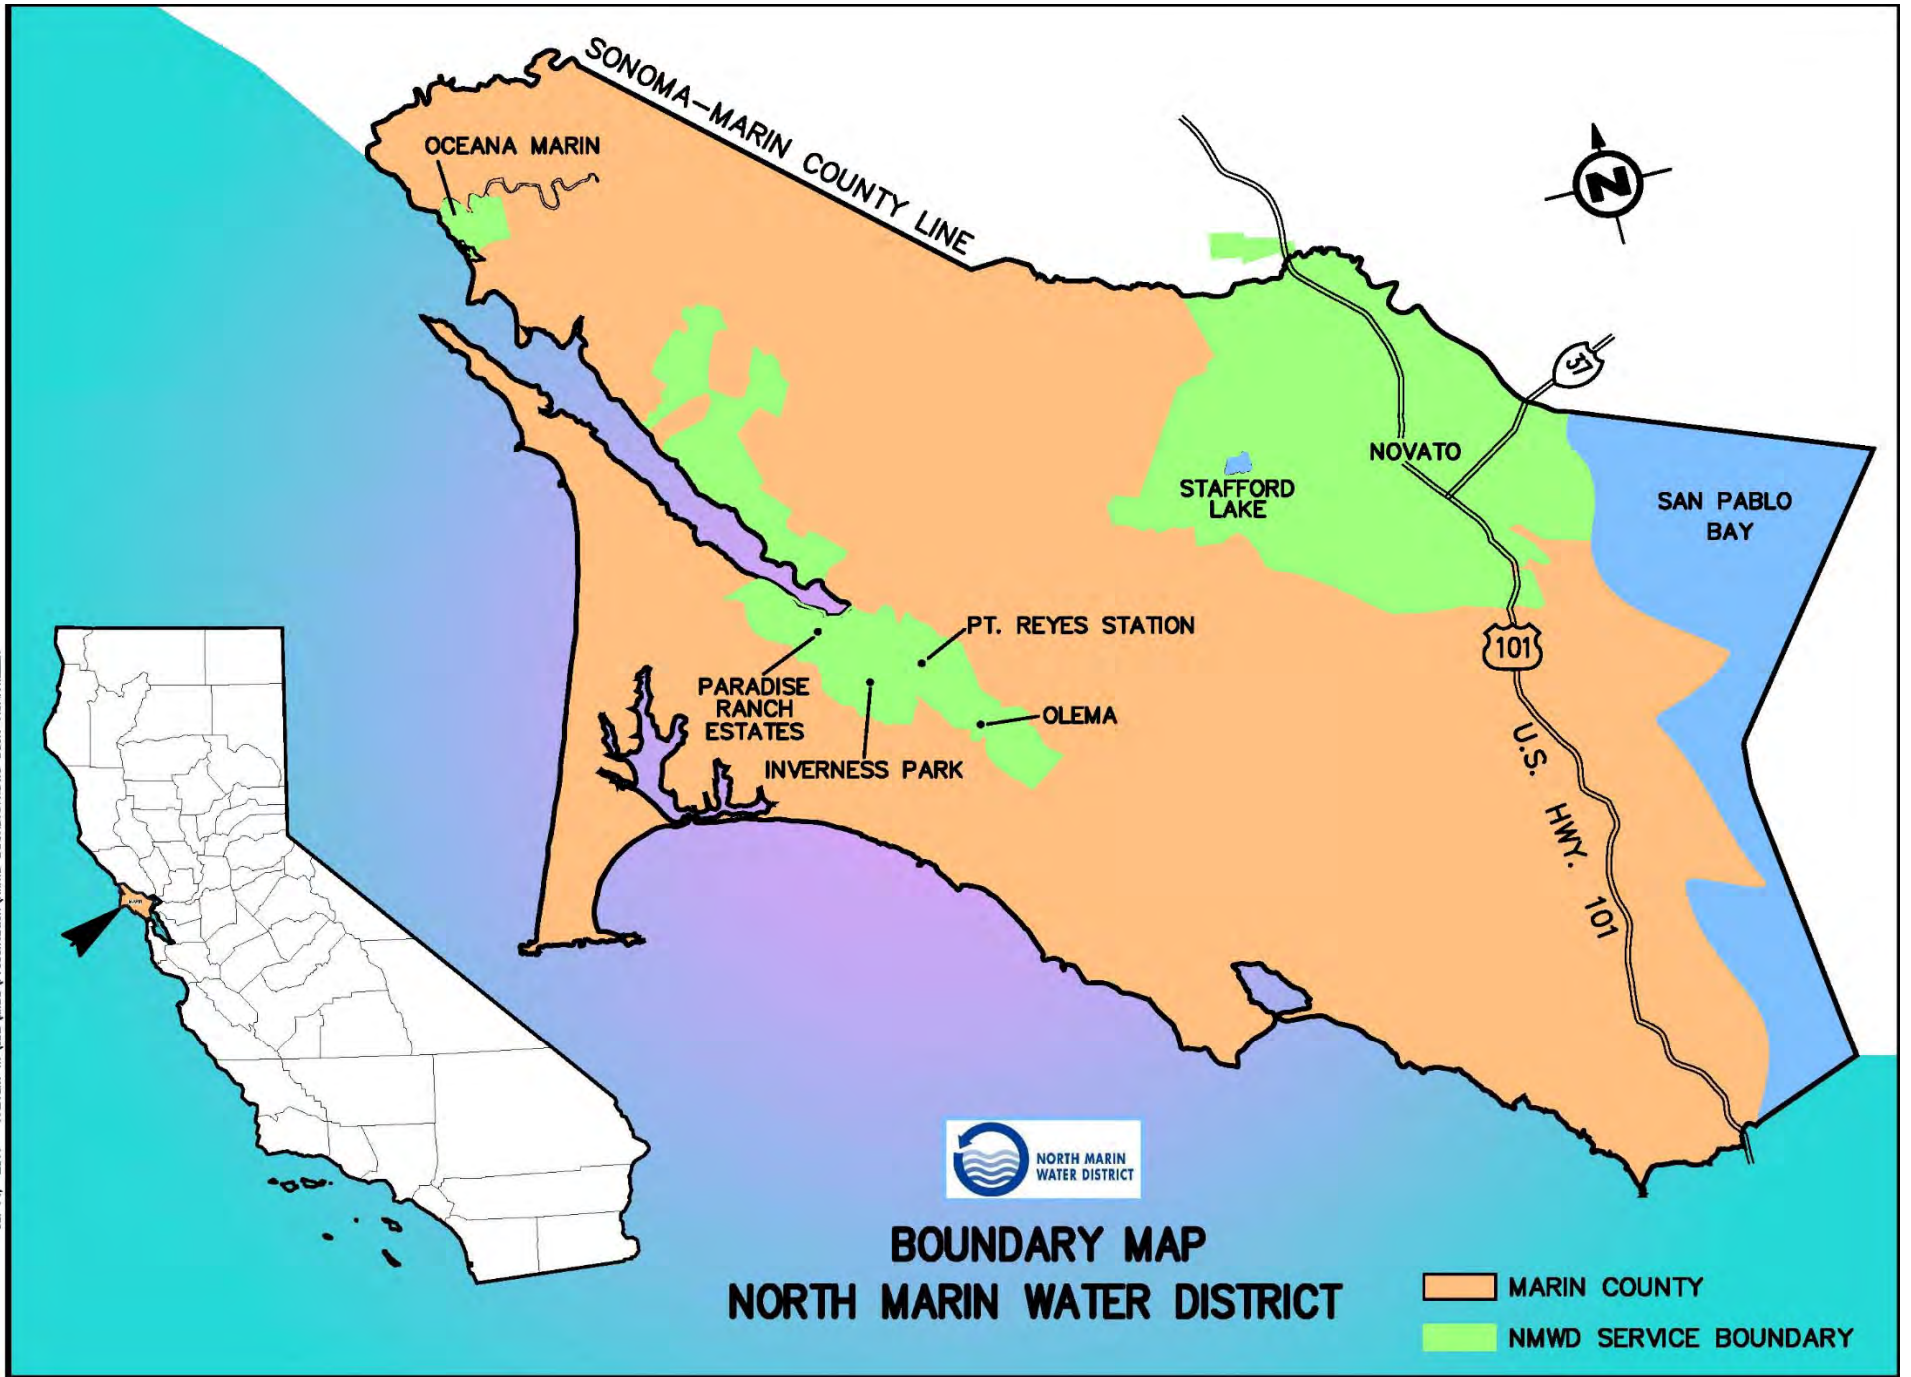 SONOMA-MARIN COUNTY LINE
OCEANA MARIN
N
37
NOVATO
STAFFORD
LAKE
SAN PABLO
BAY
PT. REYES STATION
101
PARADISE
RANCH
ESTATES
OLEMA
INVERNESS PARK
U.S. HWY. 101
NORTH MARIN
WATER DISTRICT
BOUNDARY MAP
NORTH MARIN WATER DISTRICT
MARIN COUNTY
NMWD SERVICE BOUNDARY